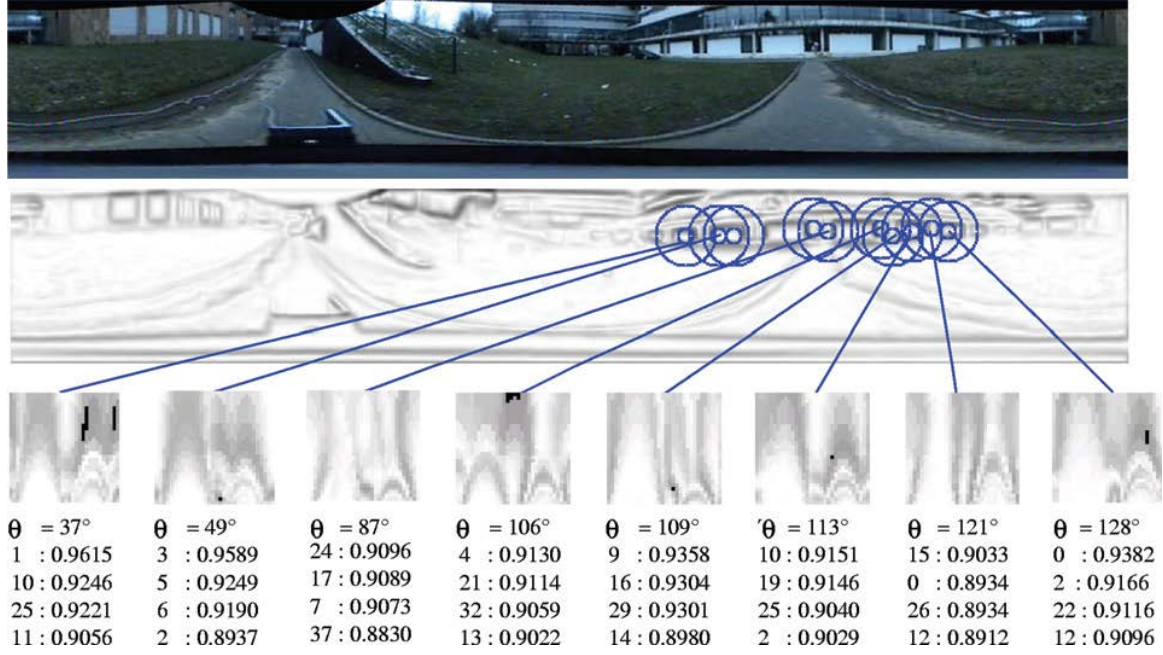 θ = 37° θ = 49° θ = 87° θ = 106° θ = 109° θ = 113° θ = 121° θ = 128°
1 : 0.9615 3 : 0.9589 24 : 0.9096 4 : 0.9130 9 : 0.9358 10 : 0.9151 15 : 0.9033 0 : 0.9382
10 : 0.9246 5 : 0.9249 17 : 0.9089 21 : 0.9114 16 : 0.9304 19 : 0.9146 0 : 0.8934 2 : 0.9166
25 : 0.9221 6 : 0.9190 7 : 0.9073 32 : 0.9059 29 : 0.9301 25 : 0.9040 26 : 0.8934 22 : 0.9116
11 : 0.9056 2 : 0.8937 37 : 0.8830 13 : 0.9022 14 : 0.8980 2 : 0.9029 12 : 0.8912 12 : 0.9096